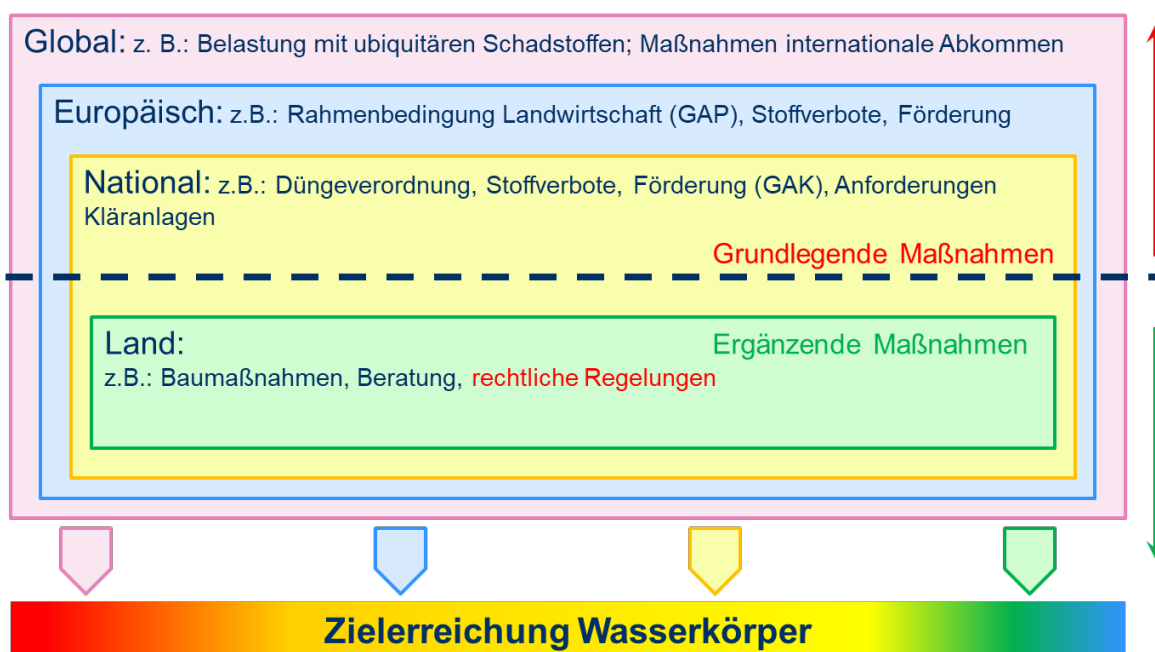 Global: z. B.: Belastung mit ubiquitären Schadstoffen; Maßnahmen internationale Abkommen
Europäisch: z.B.: Rahmenbedingung Landwirtschaft (GAP), Stoffverbote, Förderung
National: z.B.: Düngeverordnung, Stoffverbote, Förderung (GAK), Anforderungen
Kläranlagen
Grundlegende Maßnahmen
Land:
Ergänzende Maßnahmen
z.B.: Baumaßnahmen, Beratung, rechtliche Regelungen
Zielerreichung Wasserkörper